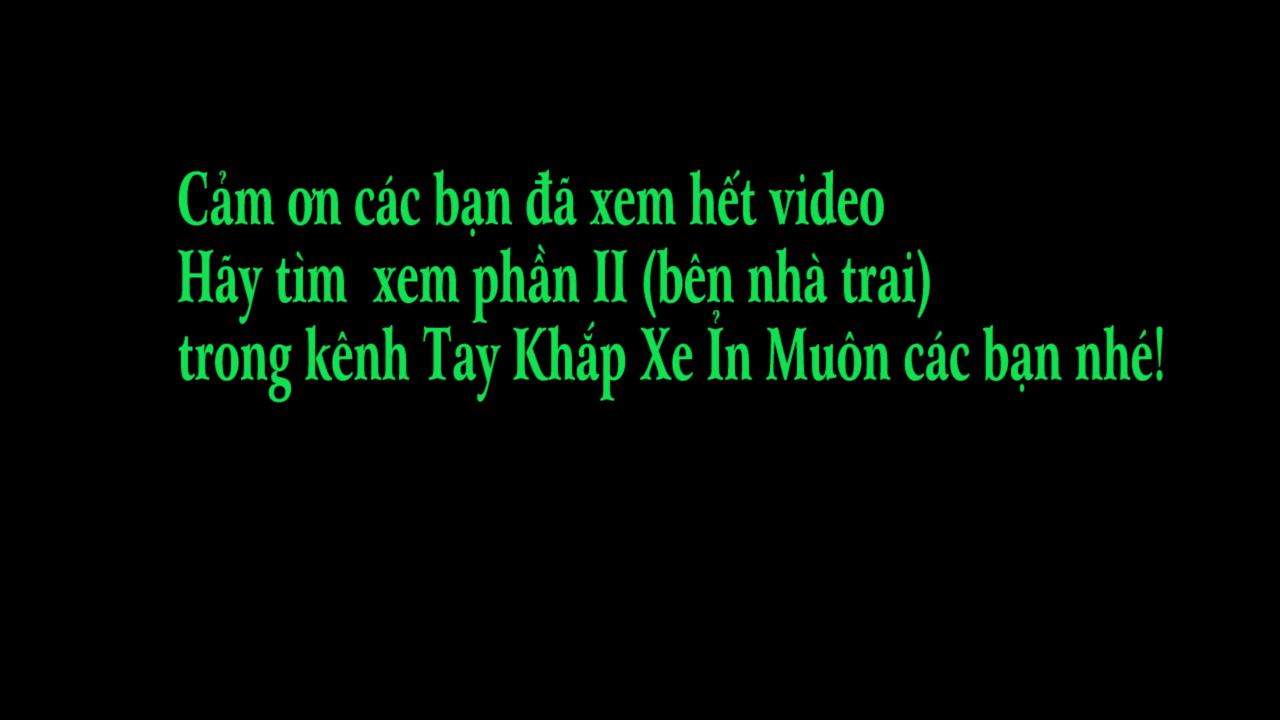 Cảm ơn các bạn đã xem hết video
Hãy tìm  xem phần II (bên nhà trai)
trong kênh Tay Khắp Xe Ỉn Muôn các bạn nhé!